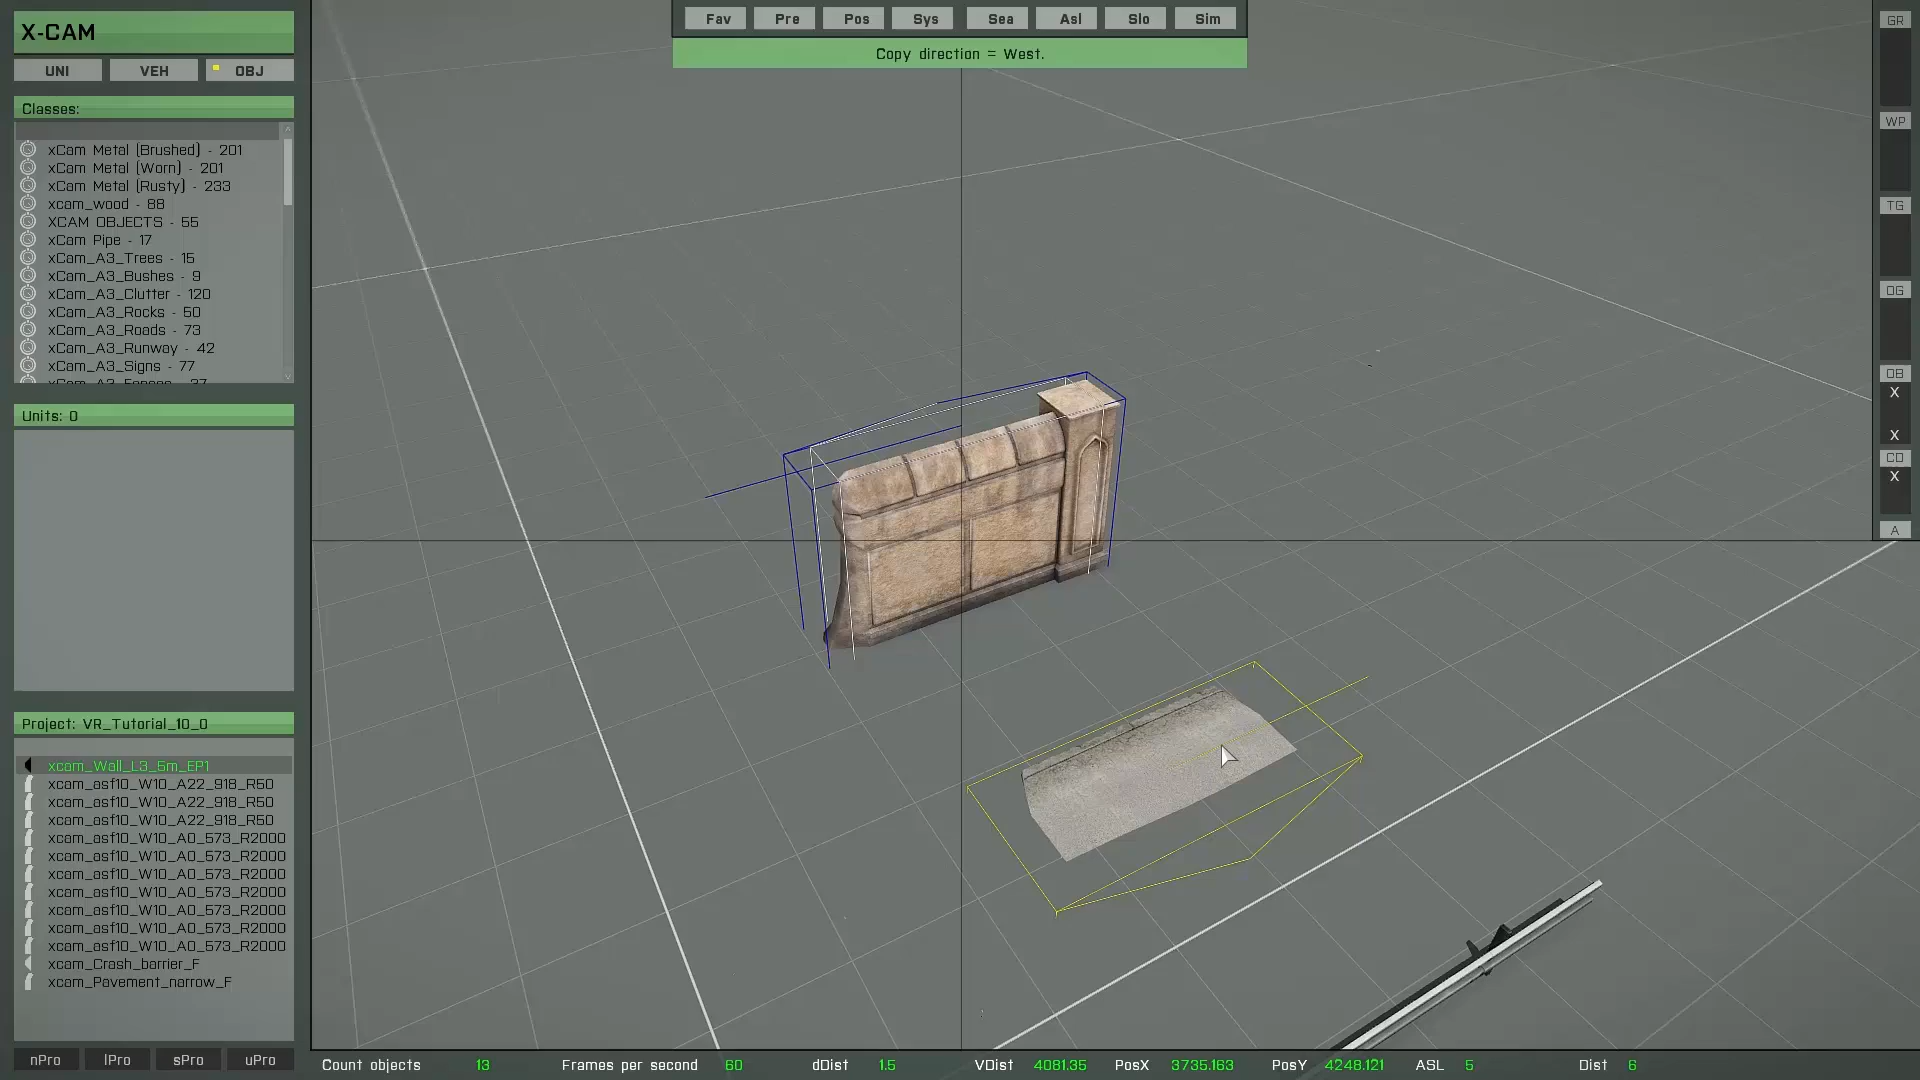 X-CAM
UNI VEH OBJ
Classes:
xCam Metal (Brushed) - 201
xCam Metal (Worn) - 201
xCam Metal (Rusty) - 233
xcam_wood - 88
XCAM OBJECTS - 55
xCam Pipe - 17
xCam_A3_Trees - 15
xCam_A3_Bushes - 9
xCam_A3_Clutter - 120
xCam_A3_Rocks - 50
xCam_A3_Roads - 73
xCam_A3_Runway - 42
xCam_A3_Signs - 77
xCam_A3_Fences - 37
Units: 0
Project: VR_Tutorial_10_0
xcam_Wall_L3_5m_EP1
xcam_asf10_W10_A22_918_R50
xcam_asf10_W10_A22_918_R50
xcam_asf10_W10_A22_918_R50
xcam_asf10_W10_A0_573_R2000
xcam_asf10_W10_A0_573_R2000
xcam_asf10_W10_A0_573_R2000
xcam_asf10_W10_A0_573_R2000
xcam_asf10_W10_A0_573_R2000
xcam_asf10_W10_A0_573_R2000
xcam_asf10_W10_A0_573_R2000
xcam_Crash_barrier_F
xcam_Pavement_narrow_F
nPro lPro sPro uPro
Fav Pre Pos Sys Sea Asl Slo Sim
Copy direction = West.
GR
WP
TG
OG
OB
X
X
CO
X
A
Count objects 13 Frames per second 60 dDist 1.5 VDist 4081.35 PosX 3735.163 PosY 4248.121 ASL 5 Dist 6